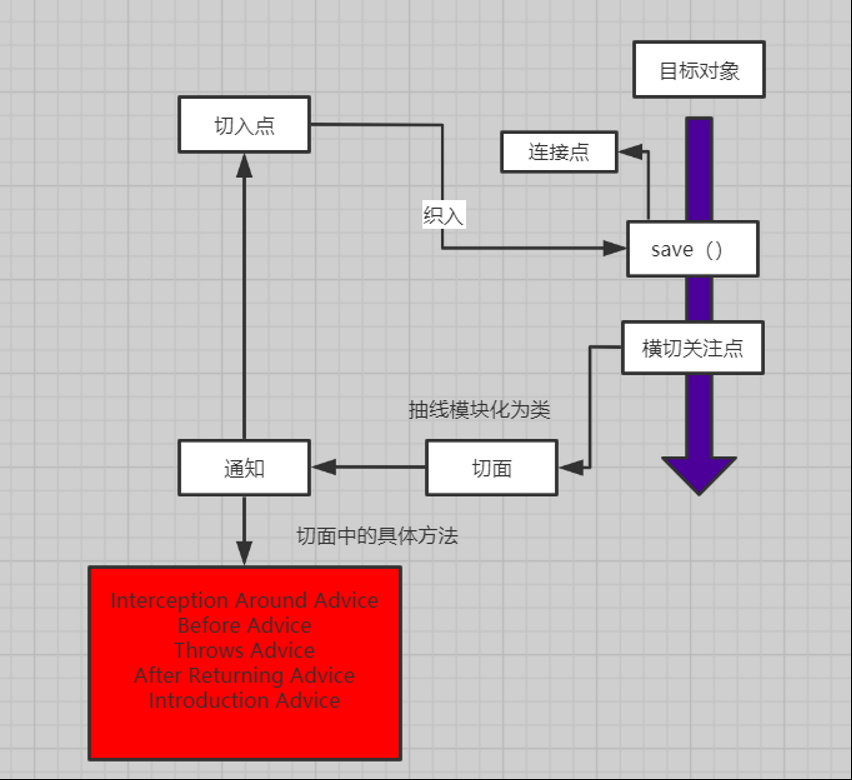 目标对象
切入点
连接点
织入
save（）
横切关注点
抽线模块化为类
通知
切面
切面中的具体方法
Interception Around Advice
Before Advice
Throws Advice
After Returning Advice
Introduction Advice